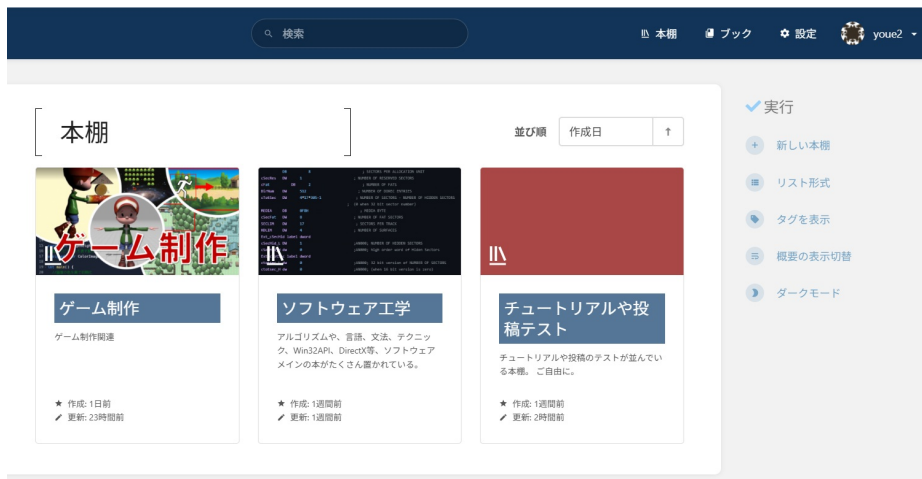 検索
本棚
ブック
設定
youe2
本棚
並び順
作成日
実行
新しい本棚
リスト形式
タグを表示
概要の表示切替
ダークモード
ゲーム制作
ゲーム制作
ゲーム制作関連
作成: 1日前
更新: 23時間前
ソフトウェア工学
アルゴリズムや、言語、文法、テクニッ
ク、Win32API、DirectX等、ソフトウェア
メインの本がたくさん置かれている。
作成: 1週間前
更新: 1週間前
チュートリアルや投
稿テスト
チュートリアルや投稿のテストが並んでい
る本棚。 ご自由に。
作成: 1週間前
更新: 2時間前